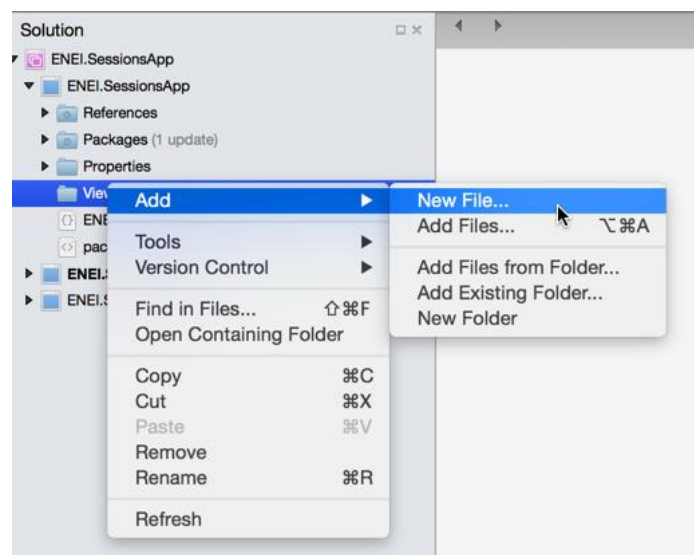 Solution
ENEI.SessionsApp
ENEI.SessionsApp
References
Packages (1 update)
Properties
Add
New File...
Add Files... ⌥⌘A
Tools
Version Control
Add Files from Folder...
Add Existing Folder...
New Folder
Find in Files... ⇧⌘F
Open Containing Folder
Copy ⌘C
Cut ⌘X
Paste ⌘V
Remove
Rename ⌘R
Refresh